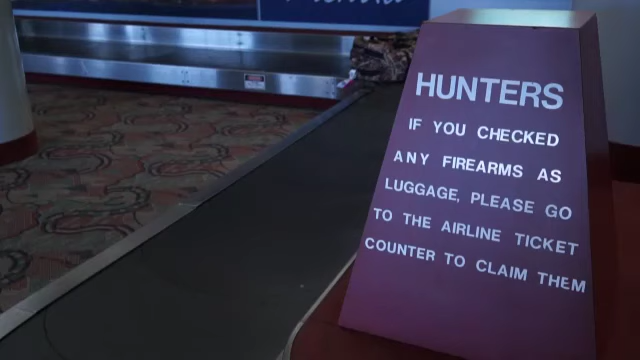 HUNTERS
IF YOU CHECKED
ANY FIREARMS AS
LUGGAGE, PLEASE GO
TO THE AIRLINE TICKET
COUNTER TO CLAIM THEM